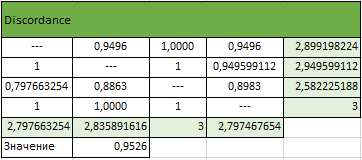 Discordance
--- 0,9496 1,0000 0,9496 2,899198224
1 --- 1 0,949599112 2,949599112
0,797663254 0,8863 --- 0,8983 2,582225188
1 1,0000 1 --- 3
2,797663254 2,835891616 3 2,797467654
Значение 0,9526